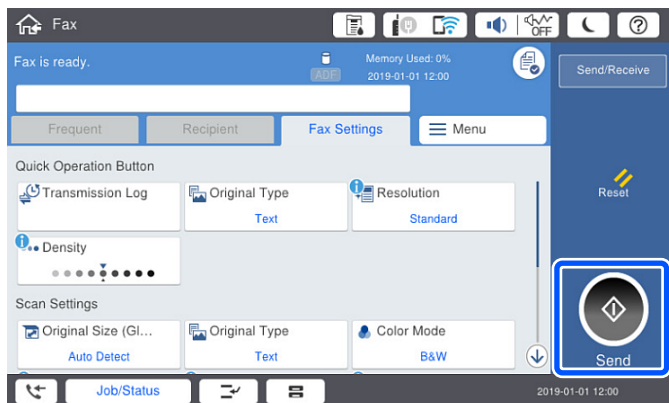 Fax
OFF
Fax is ready.
ADF
Memory Used: 0%
2019-01-01 12:00
Send/Receive
Frequent
Recipient
Fax Settings
Menu
Quick Operation Button
Transmission Log
Original Type
Text
Resolution
Standard
Density
Reset
Scan Settings
Original Size (Gl...
Auto Detect
Original Type
Text
Color Mode
B&W
Send
Job/Status
2019-01-01 12:00